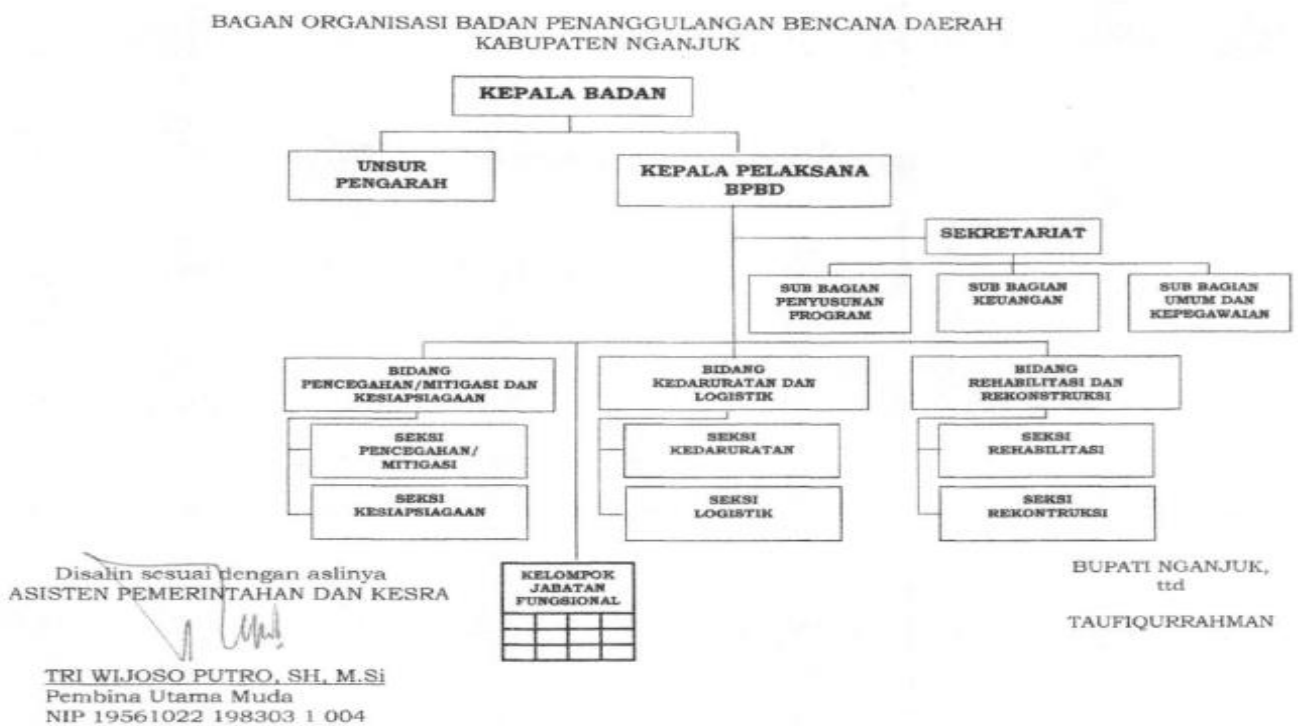 BAGAN ORGANISASI BADAN PENANGGULANGAN BENCANA DAERAH
KABUPATEN NGANJUK
KEPALA BADAN
UNSUR
PENGARAH
KEPALA PELAKSANA
BPBD
SEKRETARIAT
SUB BAGIAN
PENYUSUNAN
PROGRAM
SUB BAGIAN
KEUANGAN
SUB BAGIAN
UMUM DAN
KEPEGAWAIAN
BIDANG
PENCEGAHAN/MITIGASI DAN
KESIAPSIAGAAN
BIDANG
KEDARURATAN DAN
LOGISTIK
BIDANG
REHABILITASI DAN
REKONSTRUKSI
SEKSI
PENCEGAHAN/
MITIGASI
SEKSI
KEDARURATAN
SEKSI
REHABILITASI
SEKSI
KESIAPSIAGAAN
SEKSI
LOGISTIK
SEKSI
REKONTRUKSI
KELOMPOK
JABATAN
FUNGSIONAL
Disalin sesuai dengan aslinya
ASISTEN PEMERINTAHAN DAN KESRA
TRI WIJOSO PUTRO, SH, M.Si
Pembina Utama Muda
NIP 19561022 198303 1 004
BUPATI NGANJUK,
ttd
TAUFIQURRAHMAN